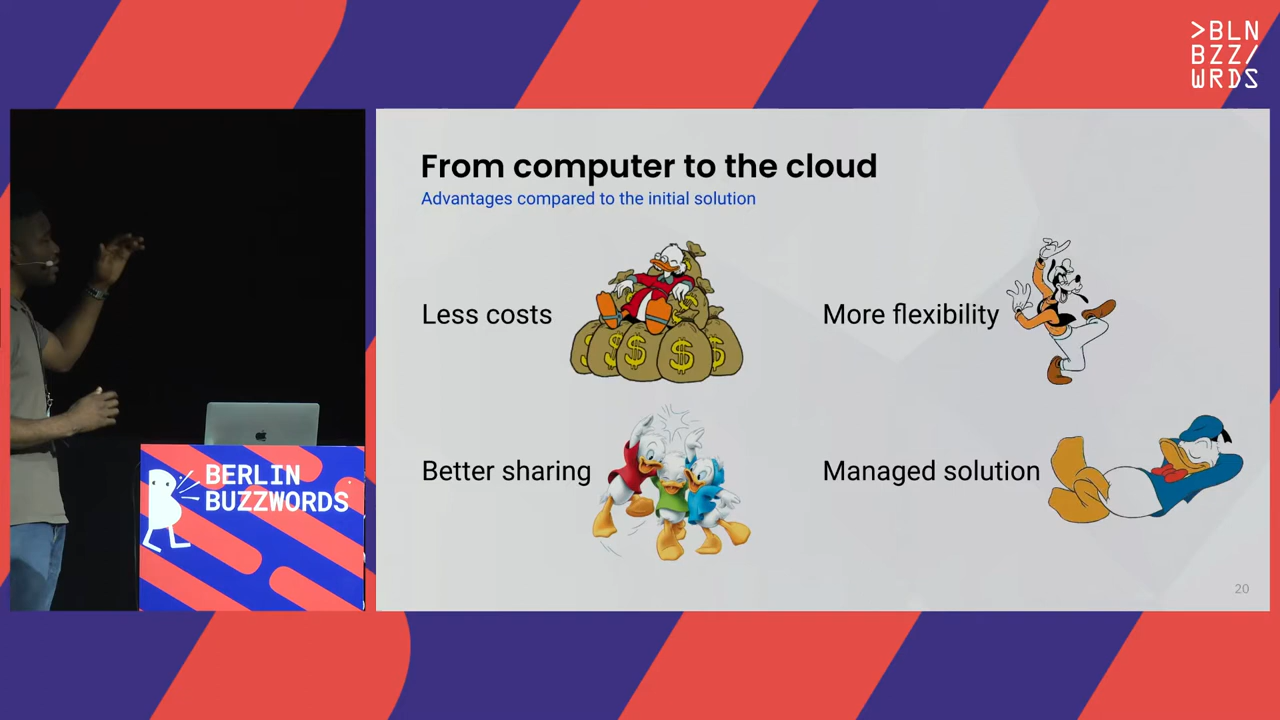 >BLN
BZZ/
WRDS
From computer to the cloud
Advantages compared to the initial solution
Less costs
$ $ $ $ $
More flexibility
Better sharing
Managed solution
BERLIN
BUZZWORDS
20